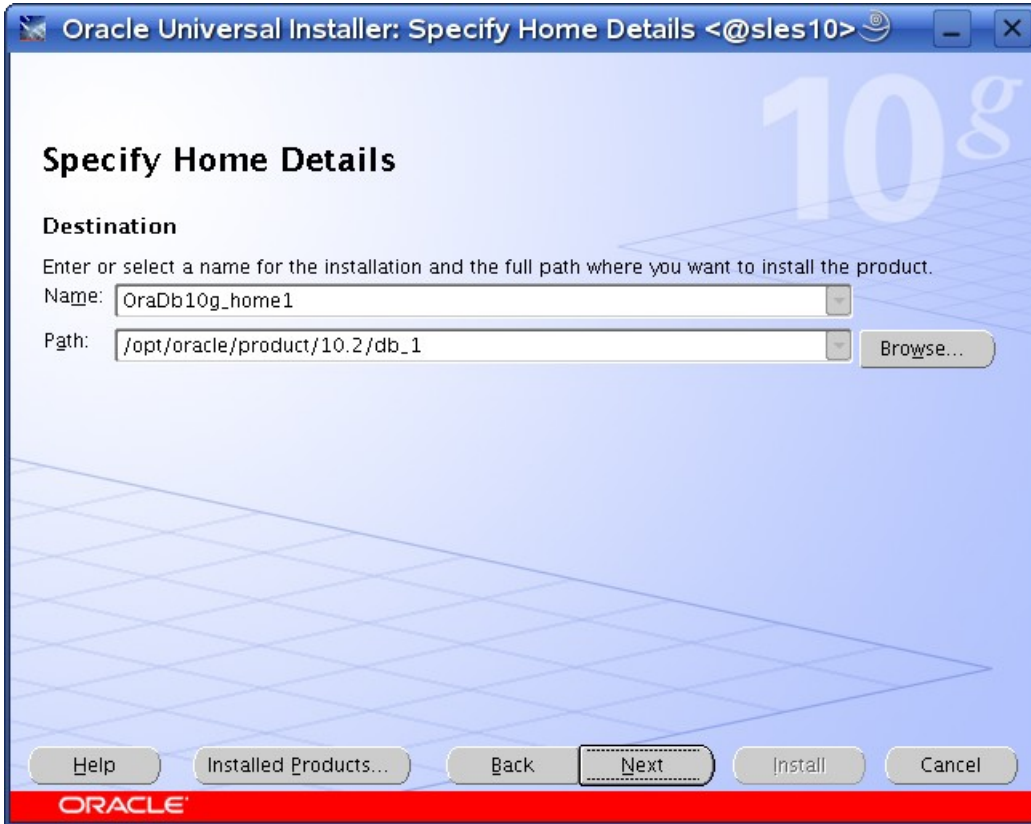 Oracle Universal Installer: Specify Home Details <@sles10>
10g
Specify Home Details
Destination
Enter or select a name for the installation and the full path where you want to install the product.
Name: OraDb10g_home1
Path: /opt/oracle/product/10.2/db_1 Browse...
Help Installed Products... Back Next Install Cancel
ORACLE